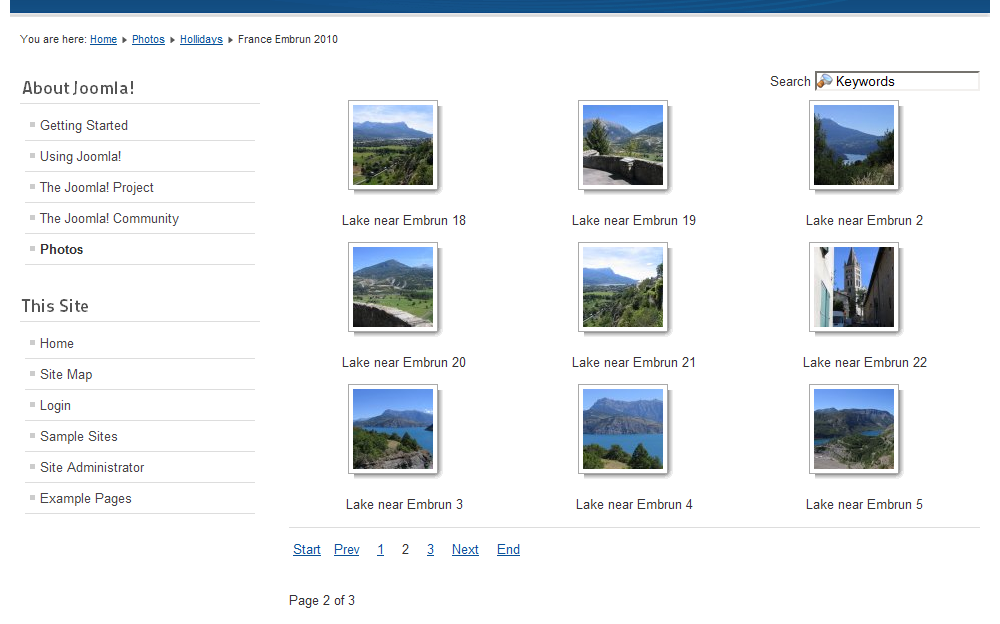 You are here: Home Photos Hollidays France Embrun 2010
About Joomla!
Getting Started
Using Joomla!
The Joomla! Project
The Joomla! Community
Photos
This Site
Home
Site Map
Login
Sample Sites
Site Administrator
Example Pages
Search Keywords
Lake near Embrun 18 Lake near Embrun 19 Lake near Embrun 2
Lake near Embrun 20 Lake near Embrun 21 Lake near Embrun 22
Lake near Embrun 3 Lake near Embrun 4 Lake near Embrun 5
Start Prev 1 2 3 Next End
Page 2 of 3